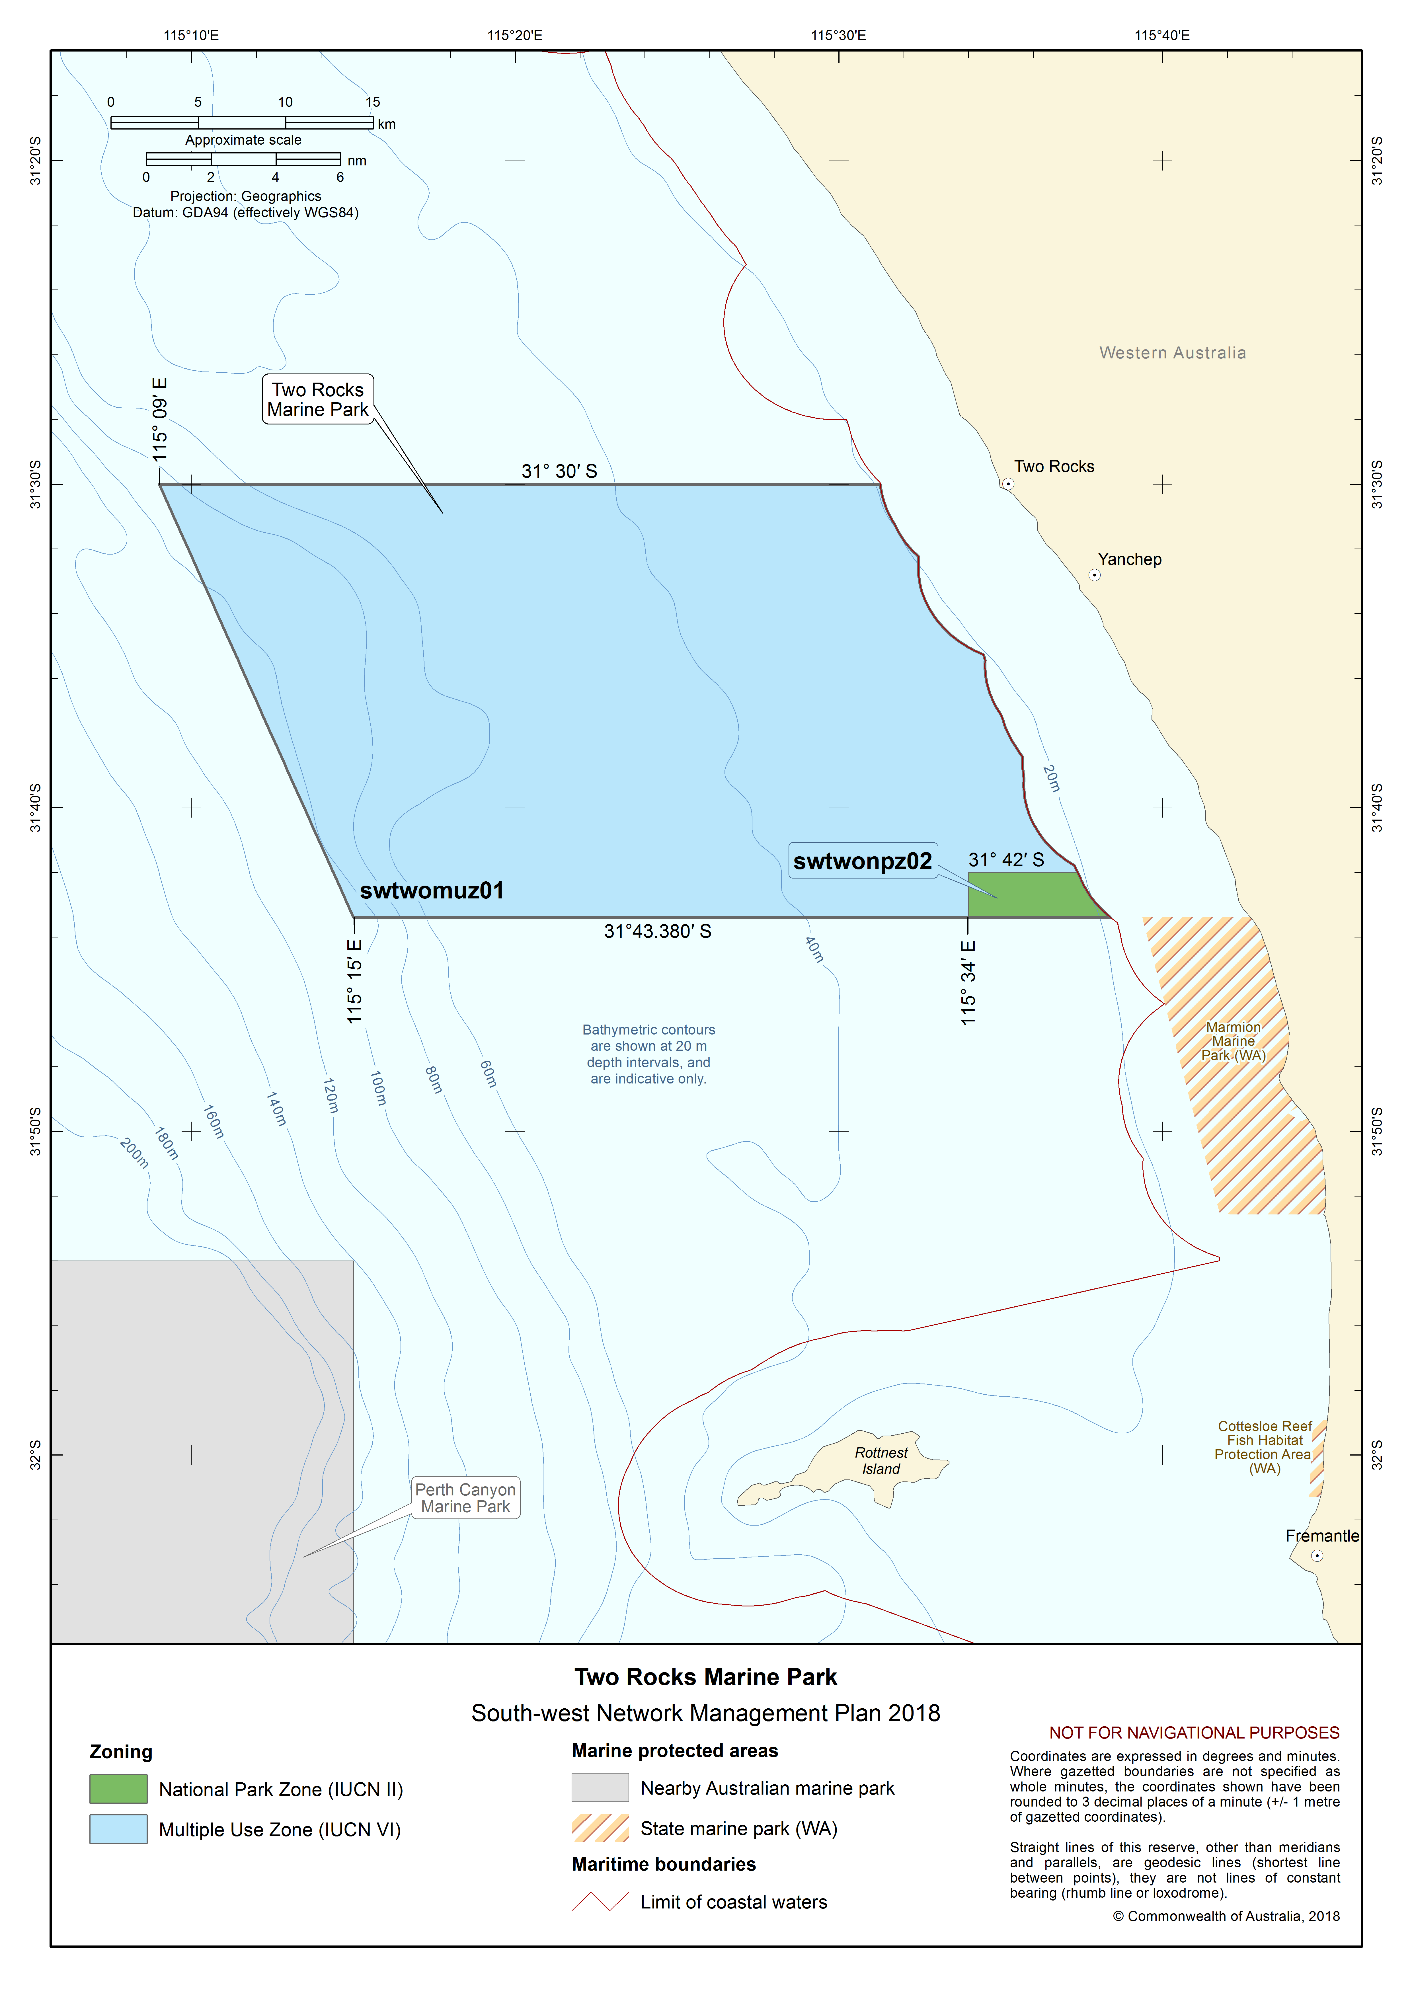 115°10'E
115°20'E
115°30'E
115°40'E
0 5 10 15
km
Approximate scale
nm
0 2 4 6
Projection: Geographics
Datum: GDA94 (effectively WGS84)
31°20'S
31°20'S
Western Australia
115° 09' E
Two Rocks
Marine Park
31° 30' S
31°30'S
31°30'S
Two Rocks
Yanchep
20m
31°40'S
31°40'S
swtwonpz02
31° 42' S
swtwomuz01
31°43.380' S
40m
115° 15' E
115° 34' E
Bathymetric contours
are shown at 20 m
depth intervals, and
are indicative only.
Marmion
Marine
Park (WA)
60m
80m
100m
120m
140m
160m
180m
200m
31°50'S
31°50'S
32°S
32°S
Rottnest
Island
Cottesloe Reef
Fish Habitat
Protection Area
(WA)
Perth Canyon
Marine Park
Fremantle
Two Rocks Marine Park
South-west Network Management Plan 2018
Zoning
National Park Zone (IUCN II)
Multiple Use Zone (IUCN VI)
Marine protected areas
Nearby Australian marine park
State marine park (WA)
Maritime boundaries
Limit of coastal waters
NOT FOR NAVIGATIONAL PURPOSES
Coordinates are expressed in degrees and minutes.
Where gazetted boundaries are not specified as
whole minutes, the coordinates shown have been
rounded to 3 decimal places of a minute (+/- 1 metre
of gazetted coordinates).
Straight lines of this reserve, other than meridians
and parallels, are geodesic lines (shortest line
between points), they are not lines of constant
bearing (rhumb line or loxodrome).
© Commonwealth of Australia, 2018